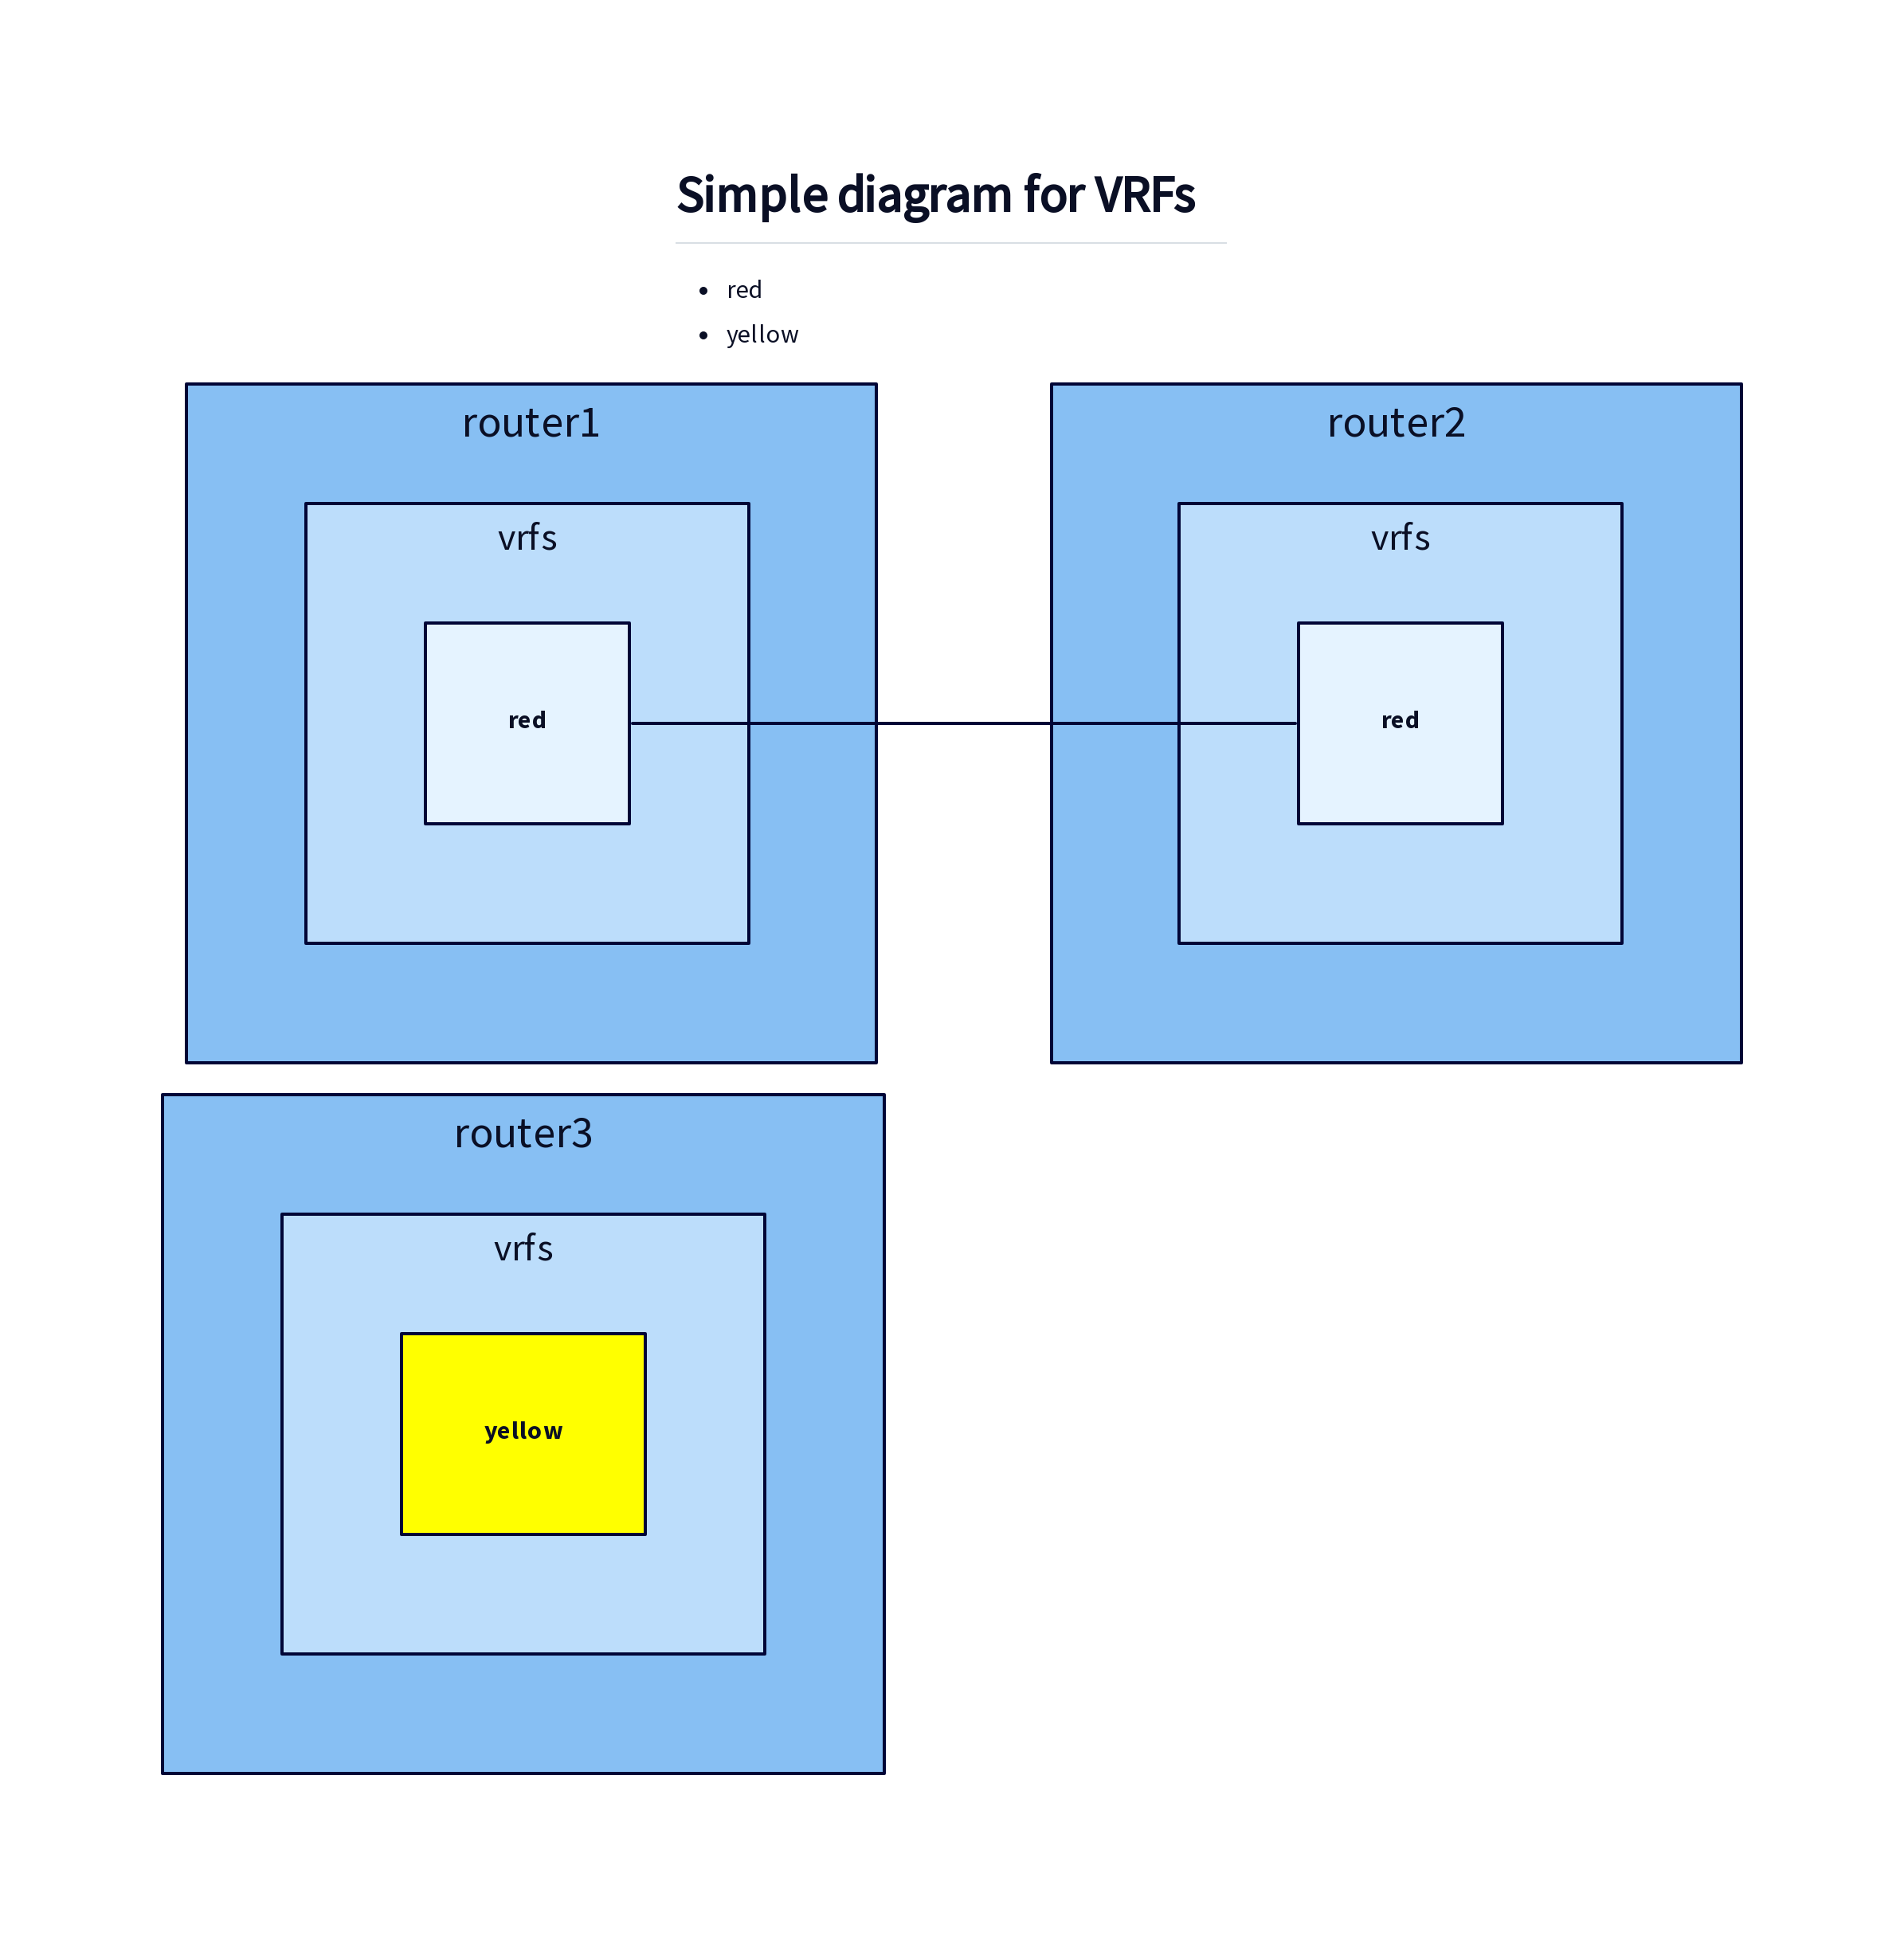 Simple diagram for VRFs
• red
• yellow
router1
vrfs
red
router2
vrfs
red
router3
vrfs
yellow